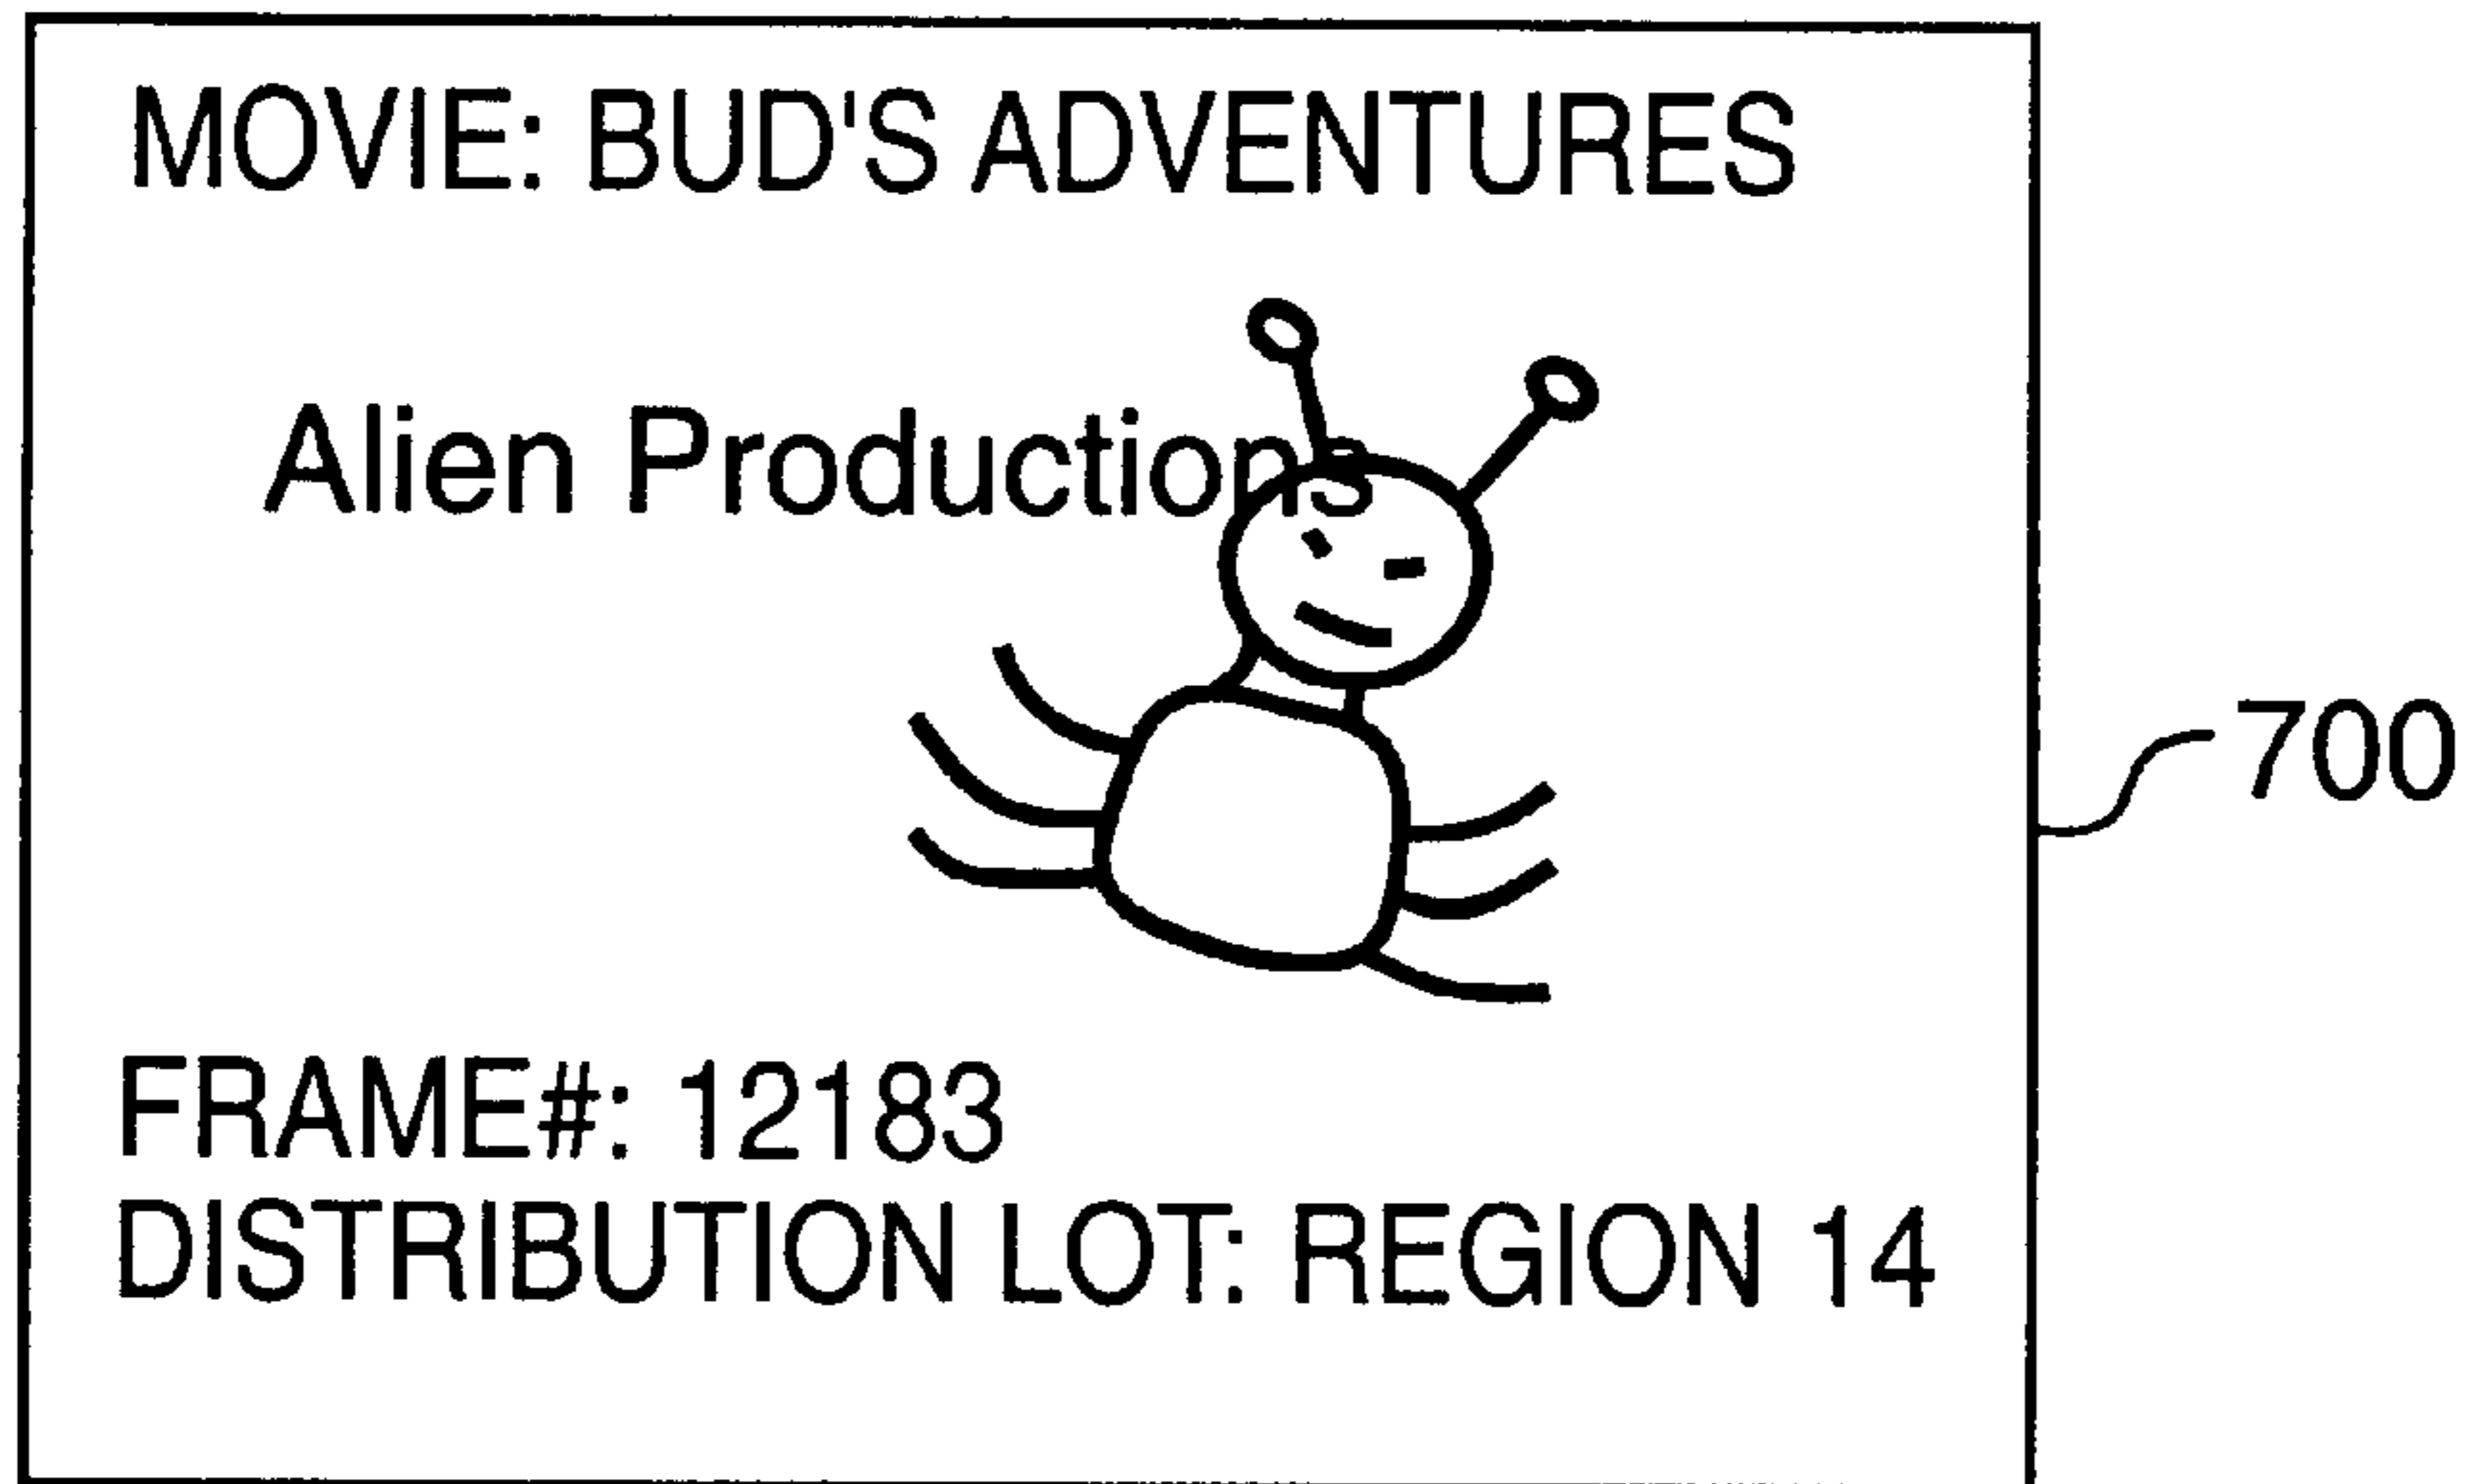 MOVIE: BUD'S ADVENTURES
Alien Productions
700
FRAME#: 12183
DISTRIBUTION LOT: REGION 14